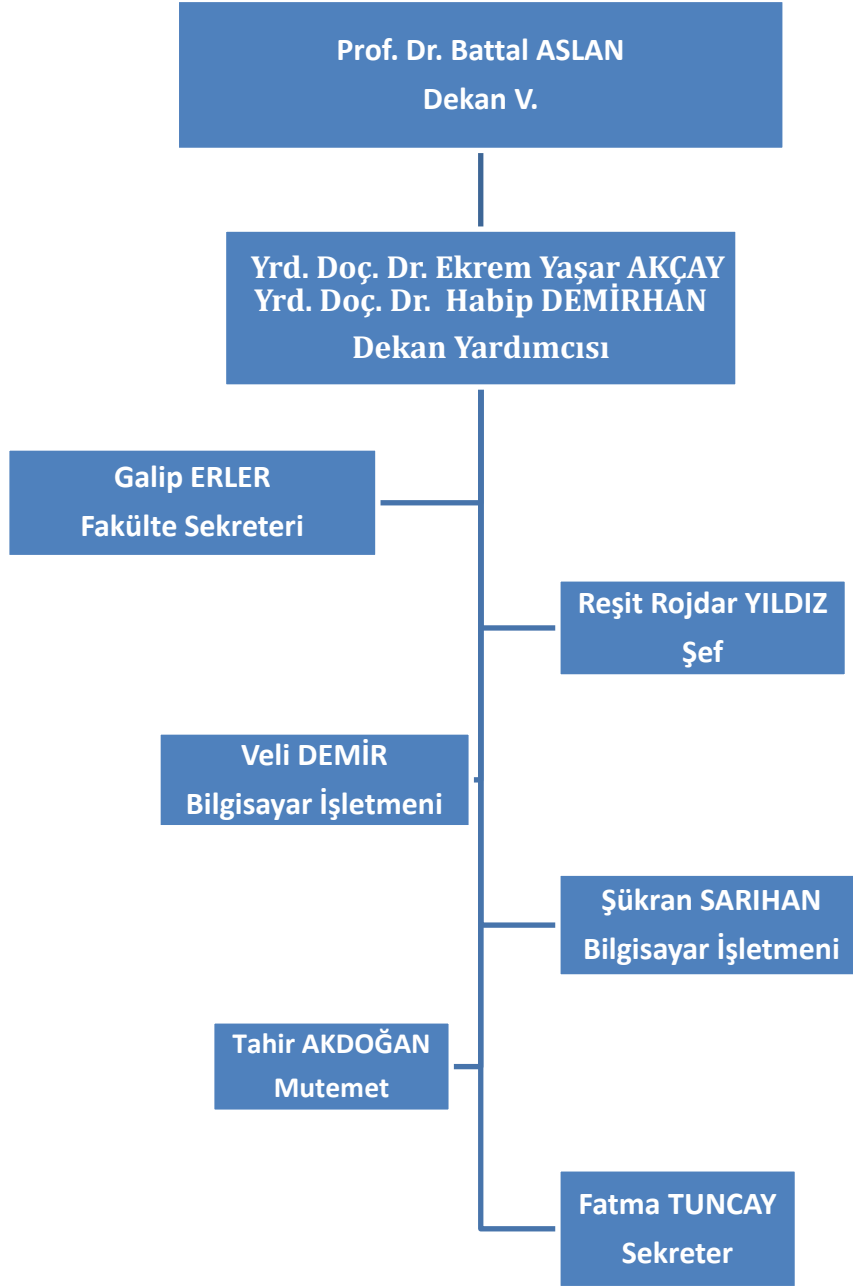 Prof. Dr. Battal ASLAN
Dekan V.
Yrd. Doç. Dr. Ekrem Yaşar AKÇAY
Yrd. Doç. Dr. Habip DEMİRHAN
Dekan Yardımcısı
Galip ERLER
Fakülte Sekreteri
Reşit Rojdar YILDIZ
Şef
Veli DEMİR
Bilgisayar İşletmeni
Şükran SARIHAN
Bilgisayar İşletmeni
Tahir AKDOĞAN
Mutemet
Fatma TUNCAY
Sekreter